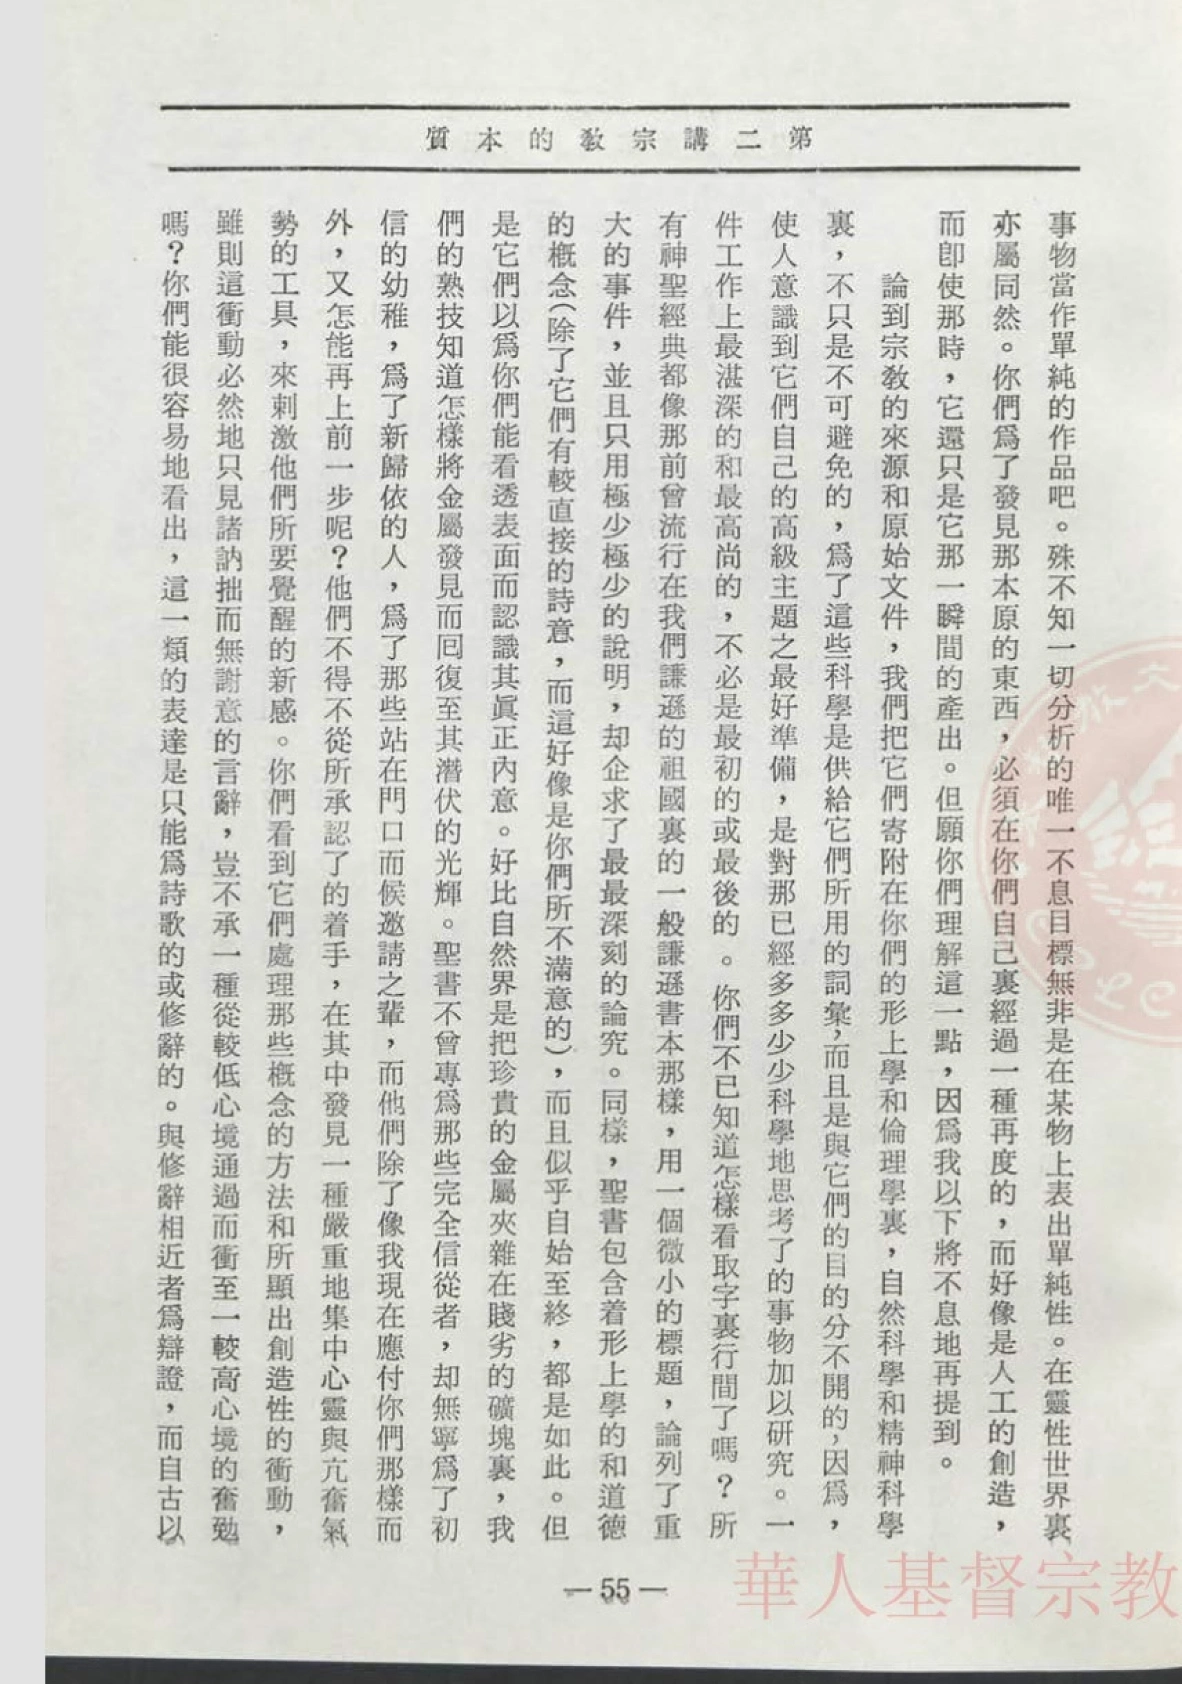 第二講宗敎的本質
事物當作單純的作品吧。殊不知一切分析的唯一不息目標無非是在某物上表出單純性。在靈性世界裏
亦屬同然。你們爲了發見那本原的東西，必須在你們自己裏經過一種再度的，而好像是人工的創造，
而卽使那時，它還只是它那一瞬間的產出。但願你們理解這一點，因爲我以下將不息地再提到。
論到宗敎的來源和原始文件，我們把它們寄附在你們的形上學和倫理學裏，自然科學和精神科學
裏，不只是不可避免的，爲了這些科學是供給它們所用的詞彙，而且是與它們的目的分不開的，因爲，
使人意識到它們自己的高級主題之最好準備，是對那已經多多少少科學地思考了的事物加以研究。一
件工作上最湛深的和最高尚的，不必是最初的或最後的。你們不已知道怎樣看取字裏行間了嗎？所
有神聖經典都像那前曾流行在我們謙遜的祖國裏的一般謙遜書本那樣，用一個微小的標題，論列了重
大的事件，並且只用極少極少的說明，却企求了最最深刻的論究。同樣，聖書包含着形上學的和道德
的概念（除了它們有較直接的詩意，而這好像是你們所不滿意的），而且似乎自始至終，都是如此。但
是它們以爲你們能看透表面而認識其眞正內意。好比自然界是把珍貴的金屬夾雜在賤劣的礦塊裏，我
們的熟技知道怎樣將金屬發見而回復至其潛伏的光輝。聖書不曾專爲那些完全信從者，却無寧爲了初
信的幼稚，爲了新歸依的人，爲了那些站在門口而候邀請之輩，而他們除了像我現在應付你們那樣而
外，又怎能再上前一步呢？他們不得不從所承認了的着手，在其中發見一種嚴重地集中心靈與亢奮氣
勢的工具，來刺激他們所要覺醒的新感。你們看到它們處理那些概念的方法和所顯出創造性的衝動，
雖則這衝動必然地只見諸訥拙而無謝意的言辭，豈不承一種從較低心境通過而衝至一較高心境的奮勉
嗎？你們能很容易地看出，這一類的表達是只能爲詩歌的或修辭的。與修辭相近者爲辯證，而自古以
—55—
華人基督宗教